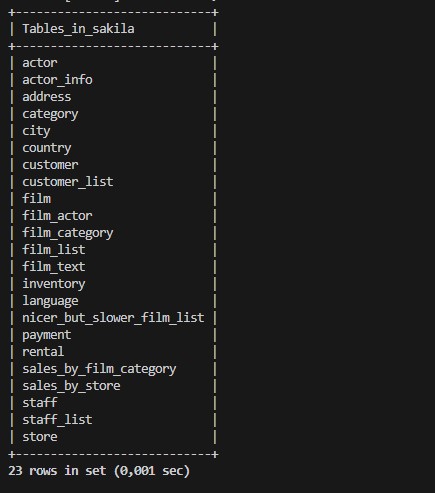 +---------------------------+
| Tables_in_sakila          |
+---------------------------+
| actor                     |
| actor_info                |
| address                   |
| category                  |
| city                      |
| country                   |
| customer                  |
| customer_list             |
| film                      |
| film_actor                |
| film_category             |
| film_list                 |
| film_text                 |
| inventory                 |
| language                  |
| nicer_but_slower_film_list |
| payment                   |
| rental                    |
| sales_by_film_category    |
| sales_by_store            |
| staff                     |
| staff_list                |
| store                     |
+---------------------------+
23 rows in set (0,001 sec)